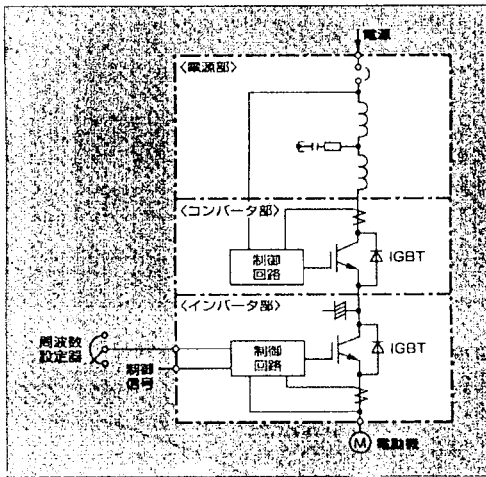 電源
〈電源部〉
〈コンバータ部〉
制御
回路
IGBT
〈インバータ部〉
周波数
設定器
制御
信号
制御
回路
IGBT
M
電動機